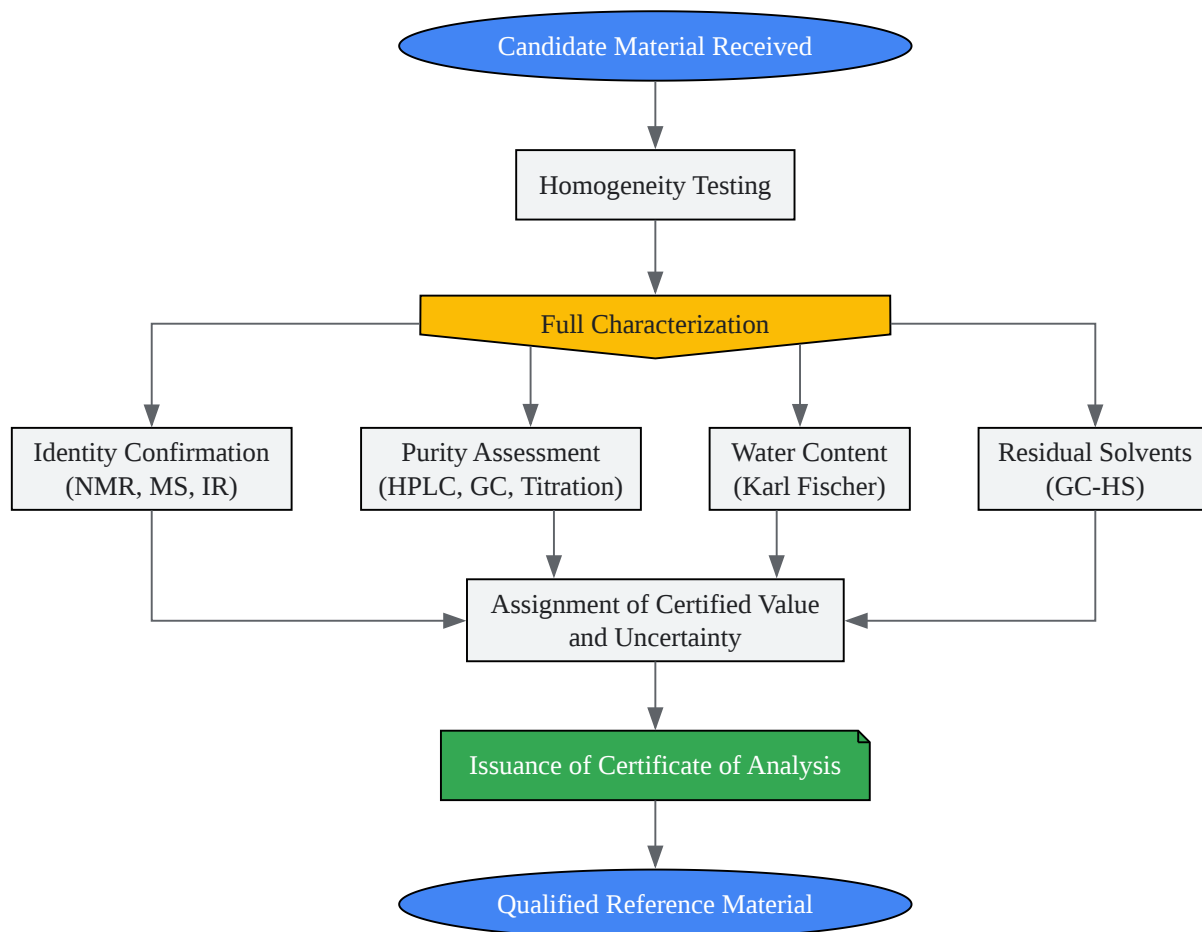 Candidate Material Received
Homogeneity Testing
Full Characterization
Identity Confirmation
(NMR, MS, IR)
Purity Assessment
(HPLC, GC, Titration)
Water Content
(Karl Fischer)
Residual Solvents
(GC-HS)
Assignment of Certified Value
and Uncertainty
Issuance of Certificate of Analysis
Qualified Reference Material